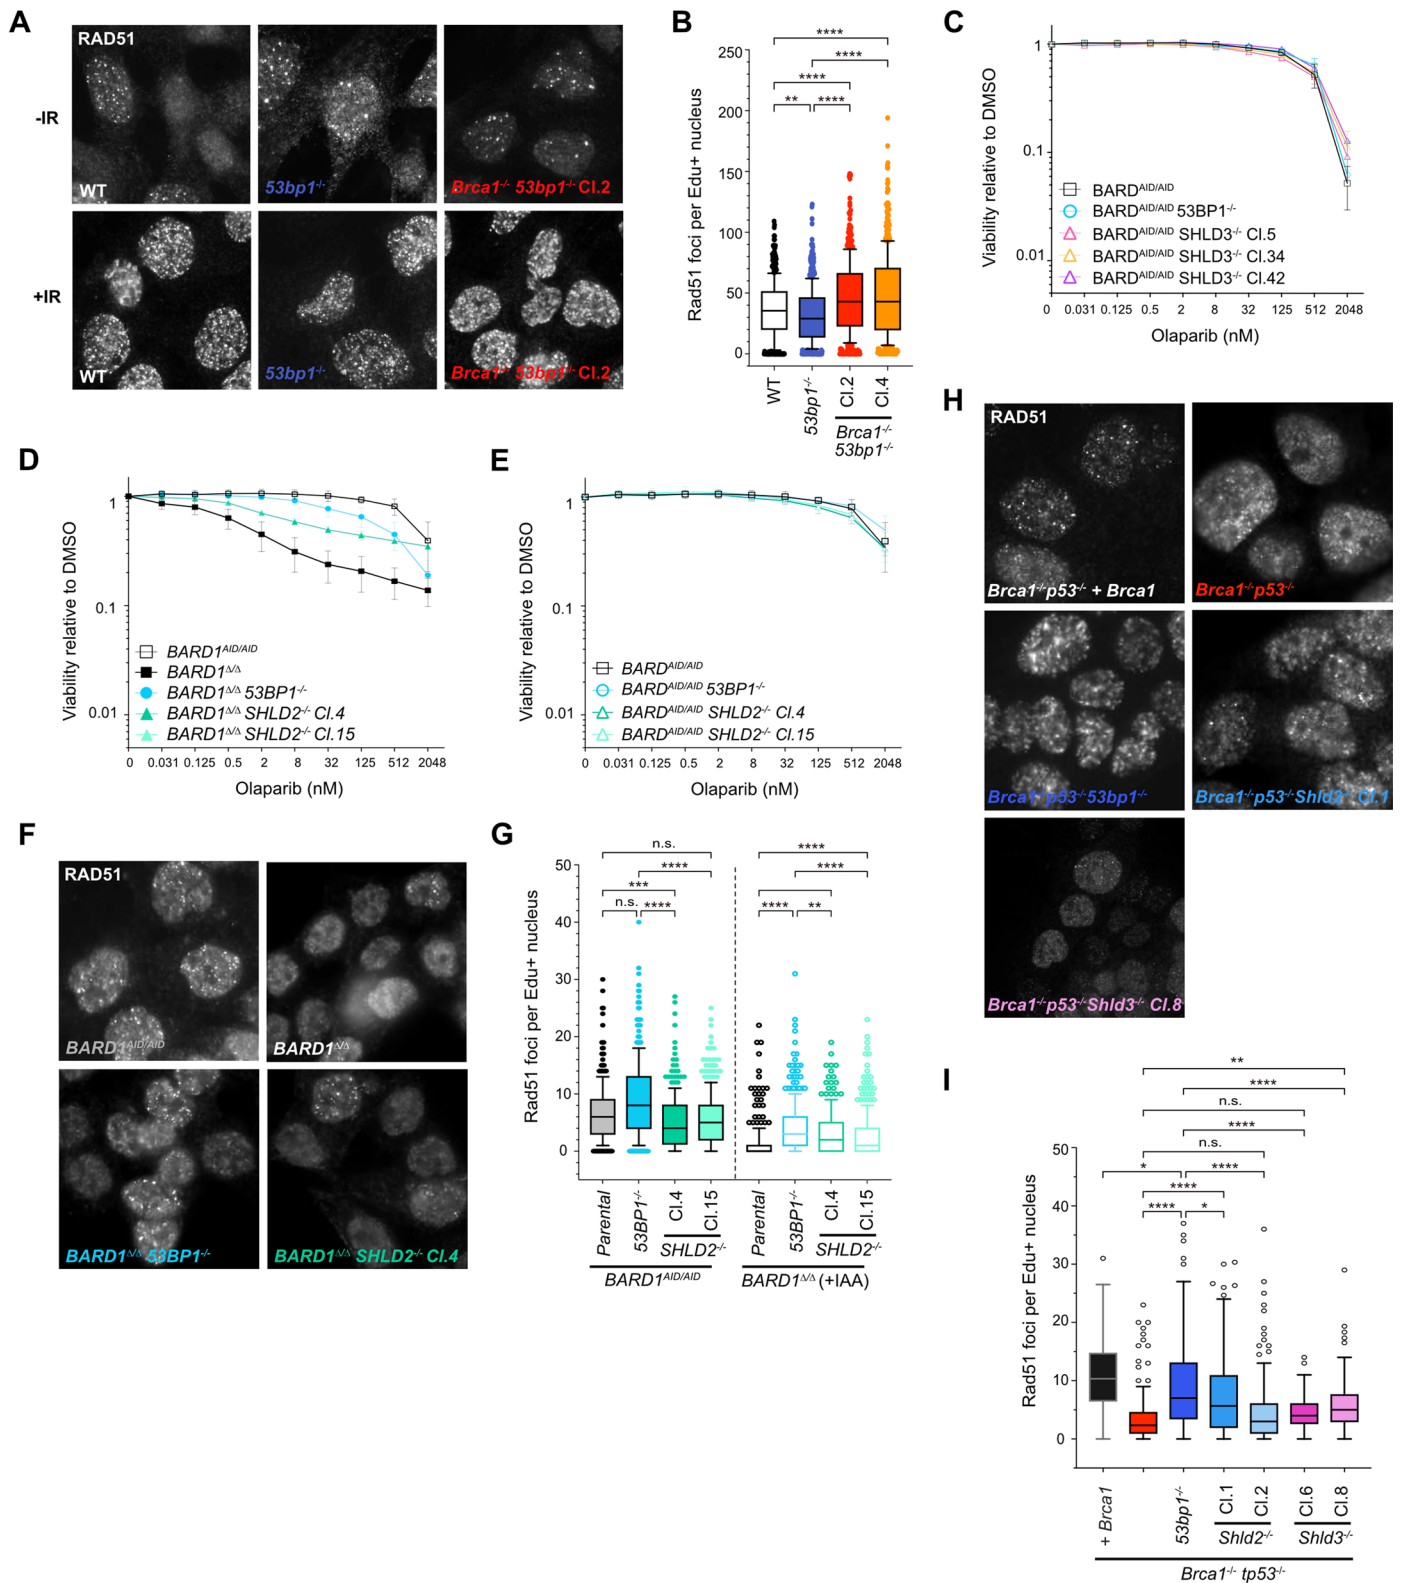 A
RAD51
-IR
WT
53bp1-/-
Brca1-/- 53bp1-/- Cl.2
+IR
WT
53bp1-/-
Brca1-/- 53bp1-/- Cl.2
B
Rad51 foci per Edu+ nucleus
250
200
150
100
50
0
****
****
****
** ****
WT
53bp1-/-
Cl.2
Cl.4
Brca1-/-
53bp1-/-
C
Viability relative to DMSO
1
0.1
0.01
BARDAID/AID
BARDAID/AID 53BP1-/-
BARDAID/AID SHLD3-/- Cl.5
BARDAID/AID SHLD3-/- Cl.34
BARDAID/AID SHLD3-/- Cl.42
0 0.031 0.125 0.5 2 8 32 125 512 2048
Olaparib (nM)
D
Viability relative to DMSO
1
0.1
0.01
BARD1AID/AID
BARD1Δ/Δ
BARD1Δ/Δ 53BP1-/-
BARD1Δ/Δ SHLD2-/- Cl.4
BARD1Δ/Δ SHLD2-/- Cl.15
0 0.031 0.125 0.5 2 8 32 125 512 2048
Olaparib (nM)
E
Viability relative to DMSO
1
0.1
0.01
BARDAID/AID
BARDAID/AID 53BP1-/-
BARDAID/AID SHLD2-/- Cl.4
BARDAID/AID SHLD2-/- Cl.15
0 0.031 0.125 0.5 2 8 32 125 512 2048
Olaparib (nM)
F
RAD51
BARD1AID/AID
BARD1Δ/Δ
BARD1Δ/Δ 53BP1-/-
BARD1Δ/Δ SHLD2-/- Cl.4
G
Rad51 foci per Edu+ nucleus
50
40
30
20
10
0
n.s.
****
***
n.s. ****
****
****
**** **
Parental
53BP1-/-
Cl.4
Cl.15
SHLD2-/-
BARD1AID/AID
Parental
53BP1-/-
Cl.4
Cl.15
SHLD2-/-
BARD1Δ/Δ (+IAA)
H
RAD51
Brca1-/-p53-/- + Brca1
Brca1-/-p53-/-
Brca1-/-p53-/-53bp1-/-
Brca1-/-p53-/-Shld2-/- Cl.1
Brca1-/-p53-/-Shld3-/- Cl.8
I
Rad51 foci per Edu+ nucleus
50
40
30
20
10
0
**
****
n.s.
****
n.s.
* ****
****
**** *
+ Brca1
53bp1-/-
Cl.1
Cl.2
Shld2-/-
Cl.6
Cl.8
Shld3-/-
Brca1-/- tp53-/-